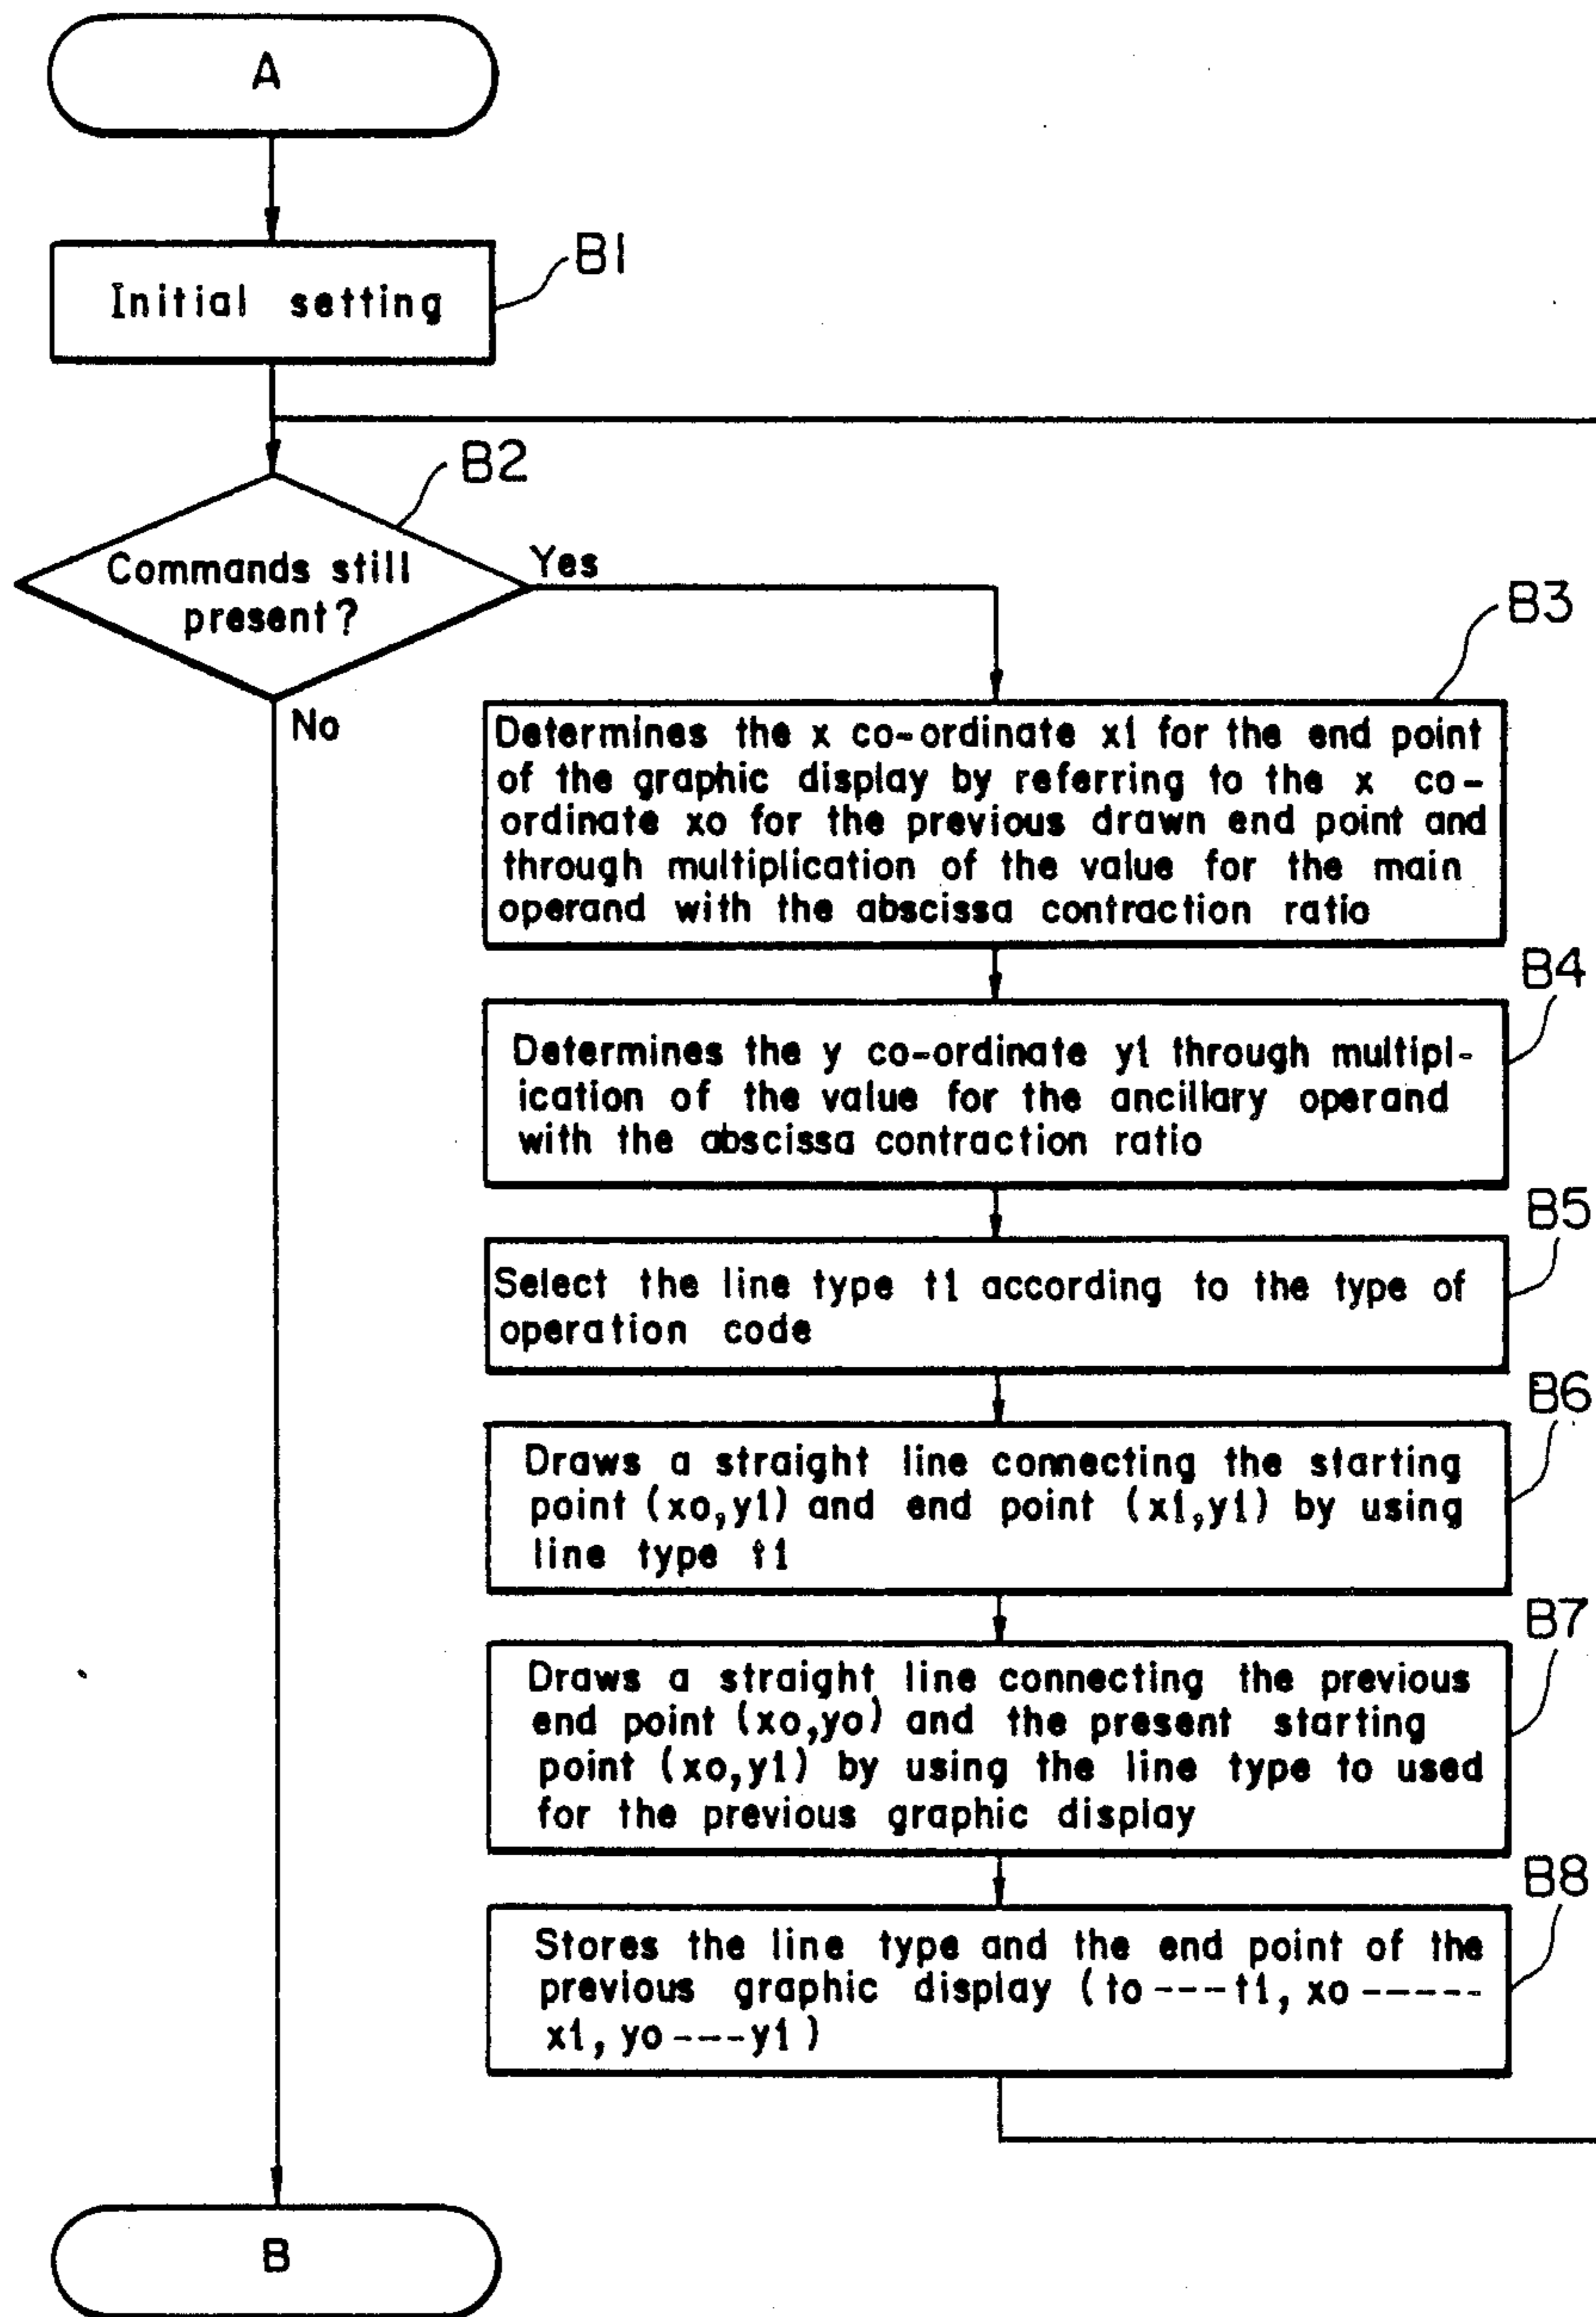 A
B1
Initial setting
B2
Commands still
present?
Yes
No
B3
Determines the x co-ordinate x1 for the end point
of the graphic display by referring to the x co-
ordinate xo for the previous drawn end point and
through multiplication of the value for the main
operand with the abscissa contraction ratio
B4
Determines the y co-ordinate y1 through multipl-
ication of the value for the ancillary operand
with the abscissa contraction ratio
B5
Select the line type t1 according to the type of
operation code
B6
Draws a straight line connecting the starting
point (xo,y1) and end point (x1,y1) by using
line type t1
B7
Draws a straight line connecting the previous
end point (xo,yo) and the present starting
point (xo,y1) by using the line type to used
for the previous graphic display
B8
Stores the line type and the end point of the
previous graphic display (to---t1, xo-----
x1, yo---y1)
B